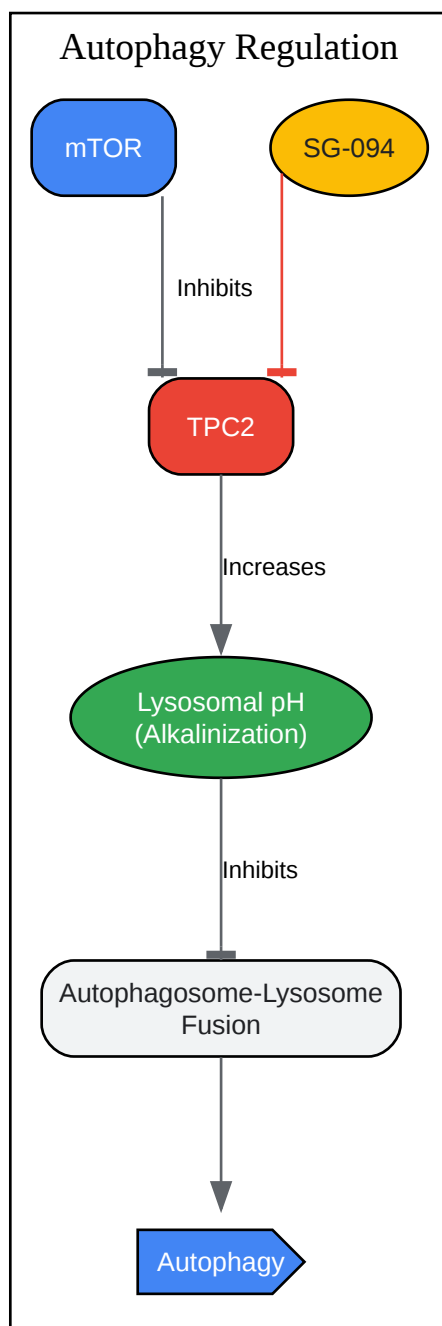 Autophagy Regulation
mTOR
SG-094
Inhibits
TPC2
Increases
Lysosomal pH
(Alkalinization)
Inhibits
Autophagosome-Lysosome
Fusion
Autophagy